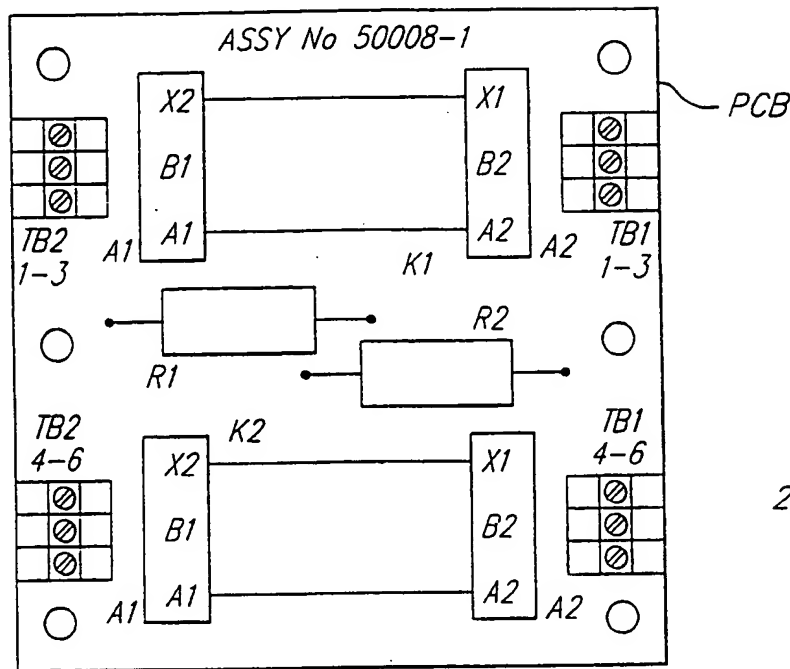 ASSY No 50008-1
PCB
X2
X1
B1
B2
A1
A2
TB2
1-3
A1
K1
A2
TB1
1-3
R1
R2
TB2
4-6
K2
TB1
4-6
X2
X1
B1
B2
2
A1
A2
A1
A2